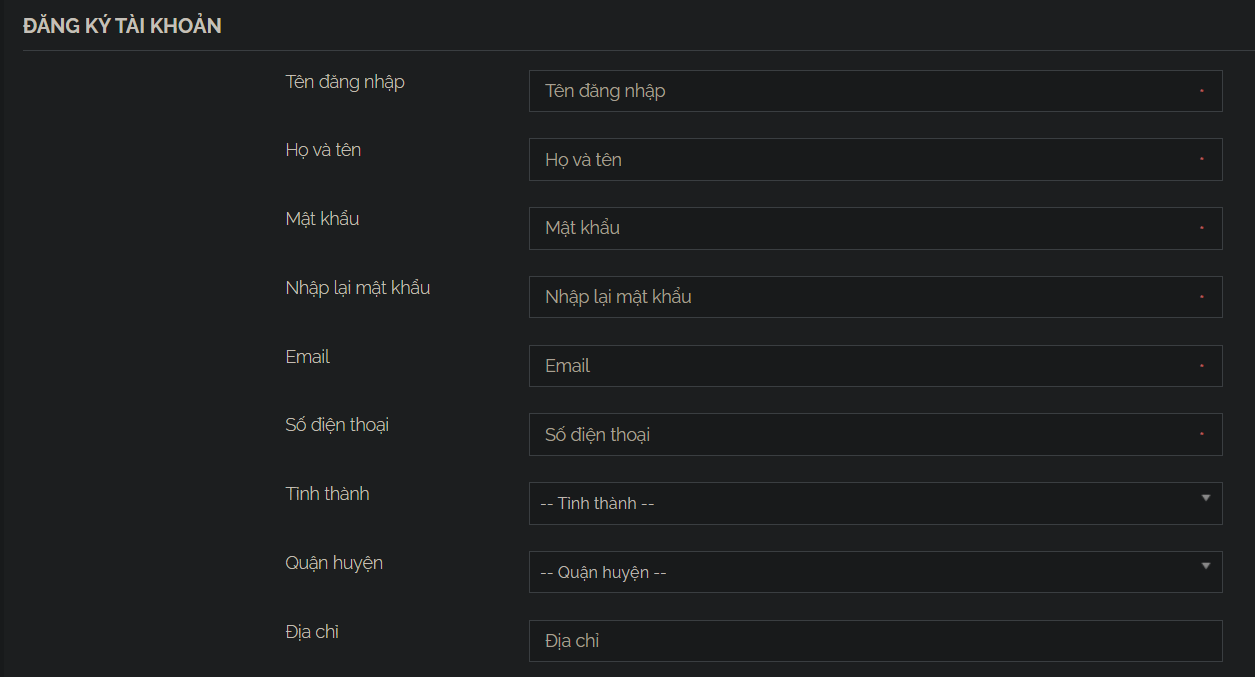 ĐĂNG KÝ TÀI KHOẢN
Tên đăng nhập
Tên đăng nhập *
Họ và tên
Họ và tên *
Mật khẩu
Mật khẩu *
Nhập lại mật khẩu
Nhập lại mật khẩu *
Email
Email *
Số điện thoại
Số điện thoại *
Tỉnh thành
-- Tỉnh thành --
Quận huyện
-- Quận huyện --
Địa chỉ
Địa chỉ